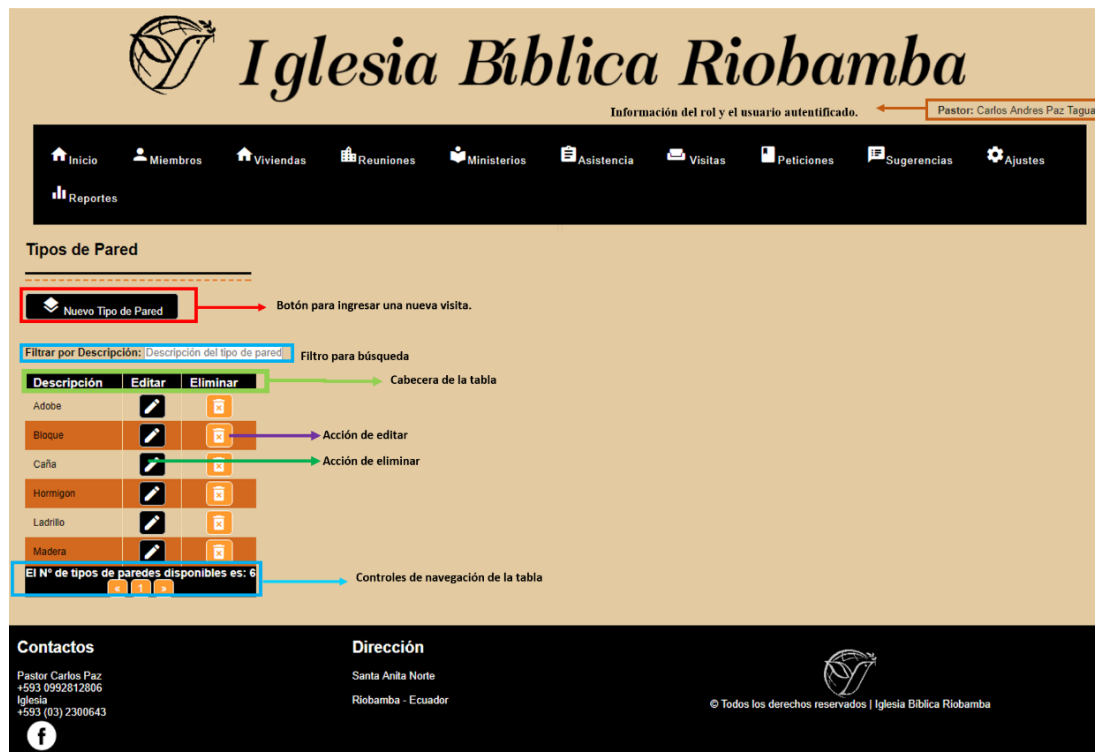 Iglesia Bíblica Riobamba
Información del rol y el usuario autentificado.
Pastor: Carlos Andres Paz Tagua
Inicio Miembros Viviendas Reuniones Ministerios Asistencia Visitas Peticiones Sugerencias Ajustes
Reportes
Tipos de Pared
Nuevo Tipo de Pared
Botón para ingresar una nueva visita.
Filtrar por Descripción: Descripción del tipo de pared
Filtro para búsqueda
Descripción Editar Eliminar
Cabecera de la tabla
Adobe
Bloque
Acción de editar
Caña
Acción de eliminar
Hormigon
Ladrillo
Madera
El Nº de tipos de paredes disponibles es: 6
« 1 »
Controles de navegación de la tabla
Contactos
Pastor Carlos Paz
+593 0992812806
Iglesia
+593 (03) 2300643
Dirección
Santa Anita Norte
Riobamba - Ecuador
© Todos los derechos reservados | Iglesia Bíblica Riobamba